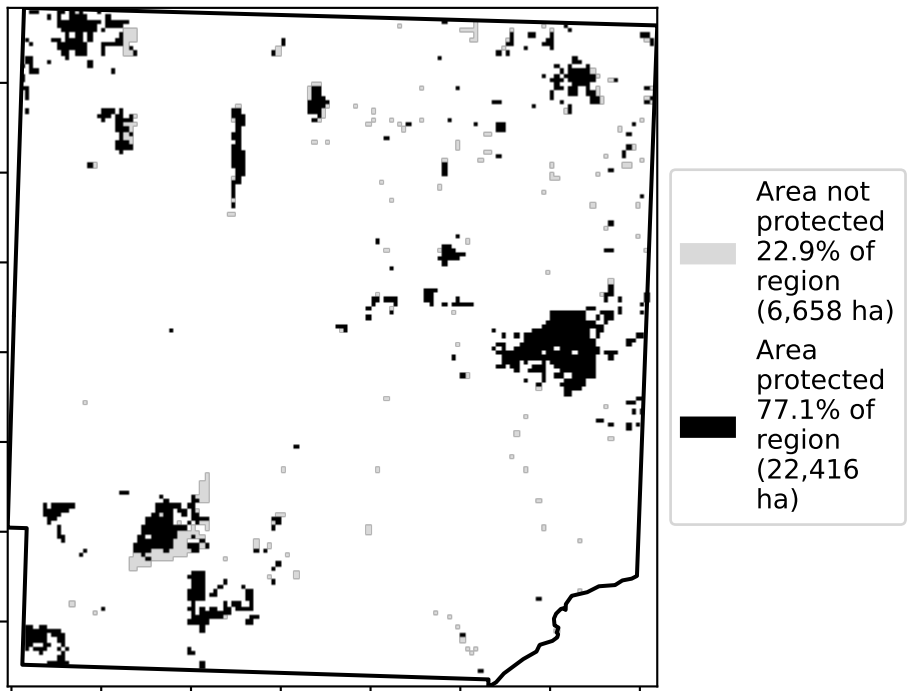 Area not
protected
22.9% of
region
(6,658 ha)
Area
protected
77.1% of
region
(22,416
ha)